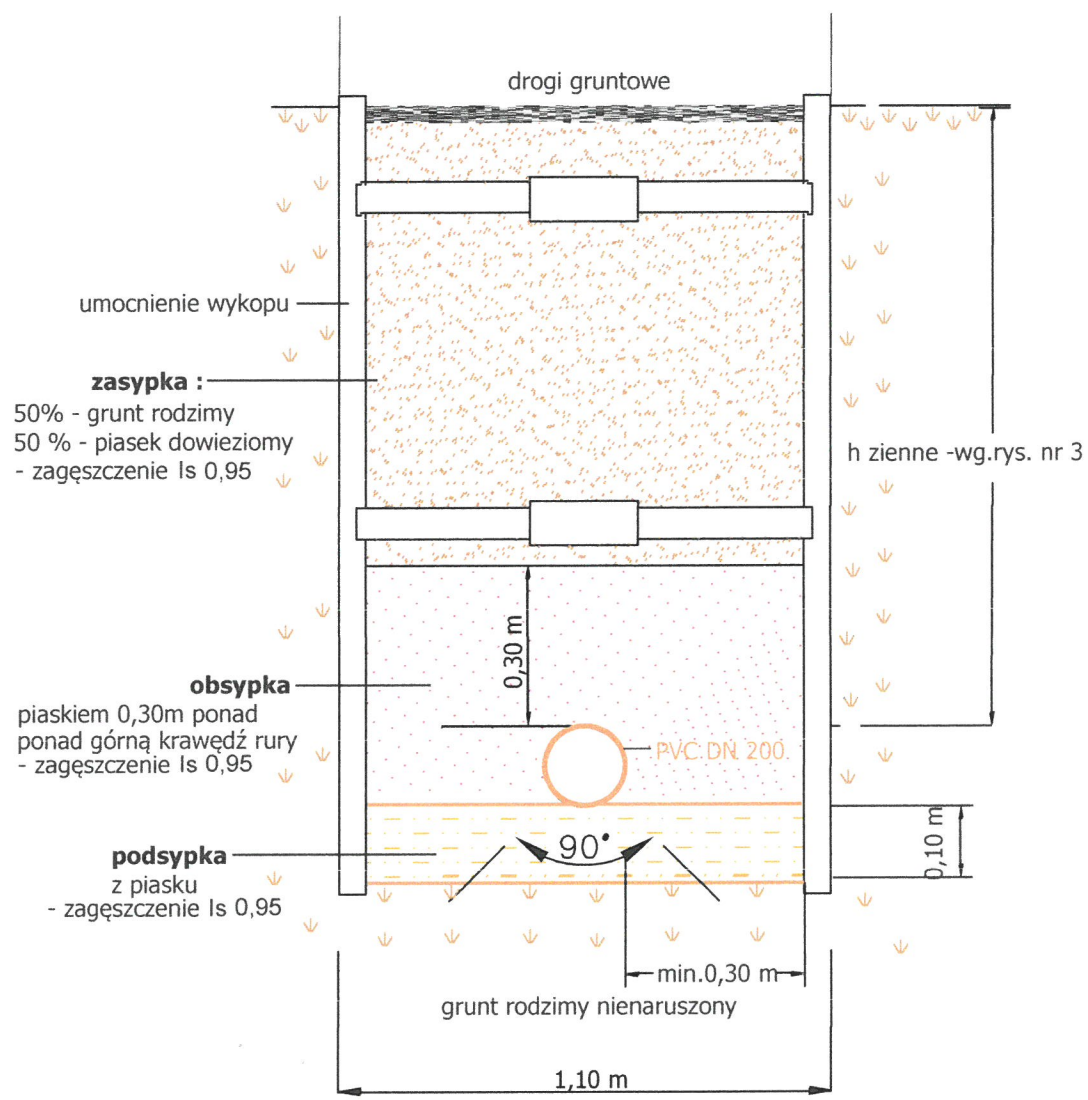 drogi gruntowe
umocnienie wykopu
zasypka :
50% - grunt rodzimy
50 % - piasek dowieziomy
- zagęszczenie Is 0,95
h zienne -wg.rys. nr 3
0,30 m
obsypka
piaskiem 0,30m ponad
ponad górną krawędź rury
- zagęszczenie Is 0,95
PVC DN 200
0,10 m
90°
podsypka
z piasku
- zagęszczenie Is 0,95
min.0,30 m
grunt rodzimy nienaruszony
1,10 m